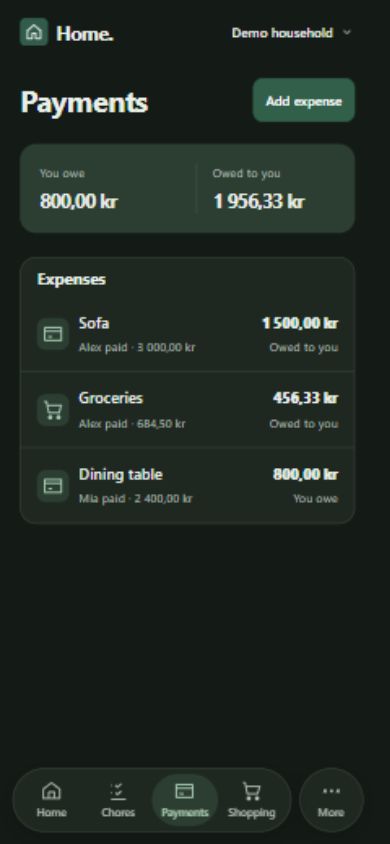 Home.
Demo household
Payments
Add expense
You owe
Owed to you
800,00 kr
1 956,33 kr
Expenses
Sofa
1 500,00 kr
Alex paid · 3 000,00 kr
Owed to you
Groceries
456,33 kr
Alex paid · 684,50 kr
Owed to you
Dining table
800,00 kr
Mia paid · 2 400,00 kr
You owe
Home
Chores
Payments
Shopping
More